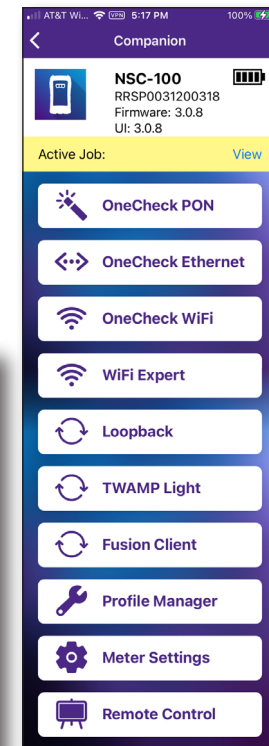 AT&T Wi... VPN 5:17 PM 100%
Companion
NSC-100
RRSP0031200318
Firmware: 3.0.8
UI: 3.0.8
Active Job: View
OneCheck PON
OneCheck Ethernet
OneCheck WiFi
WiFi Expert
Loopback
TWAMP Light
Fusion Client
Profile Manager
Meter Settings
Remote Control